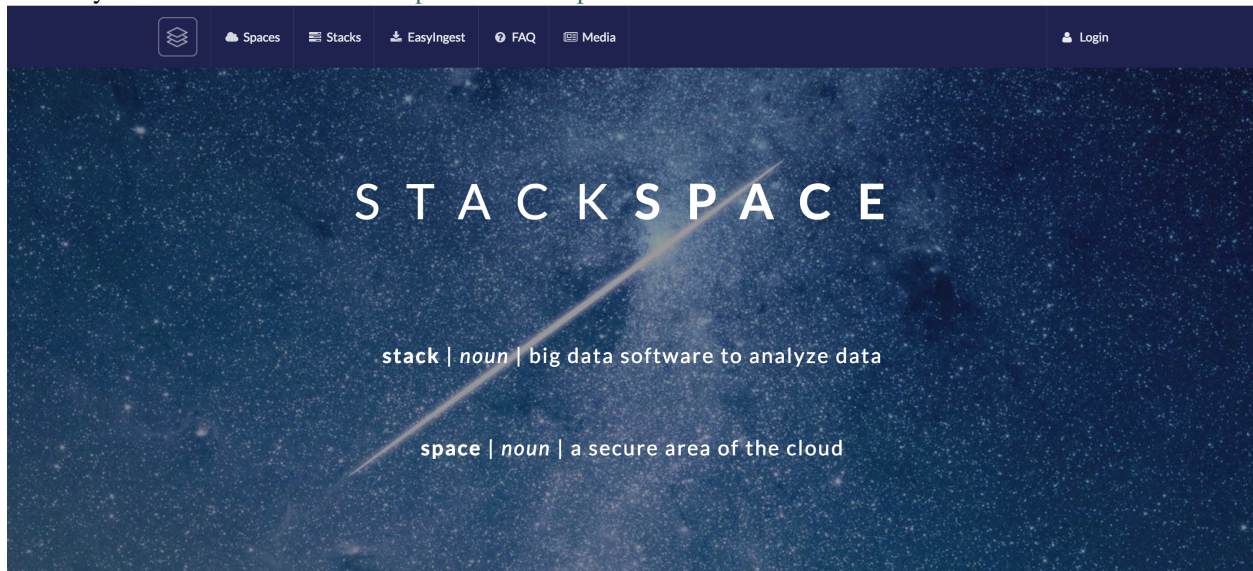 Spaces Stacks EasyIngest FAQ Media Login
STACKSPACE
stack | noun | big data software to analyze data
space | noun | a secure area of the cloud